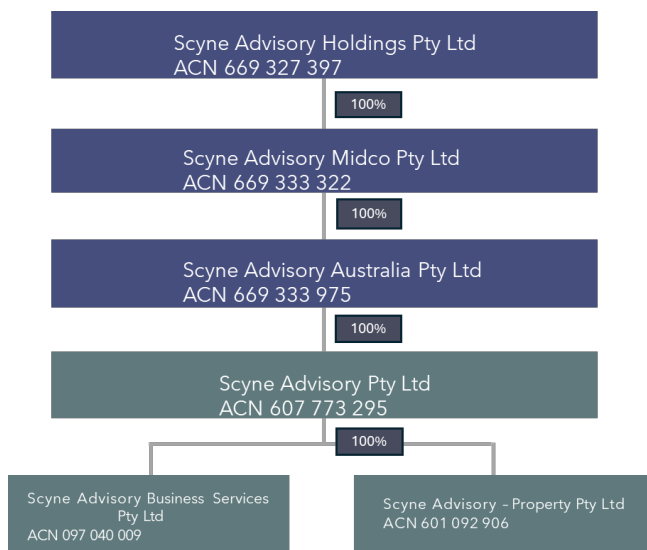 Scyne Advisory Holdings Pty Ltd
ACN 669 327 397
100%
Scyne Advisory Midco Pty Ltd
ACN 669 333 322
100%
Scyne Advisory Australia Pty Ltd
ACN 669 333 975
100%
Scyne Advisory Pty Ltd
ACN 607 773 295
100%
Scyne Advisory Business Services
Pty Ltd
ACN 097 040 009
Scyne Advisory – Property Pty Ltd
ACN 601 092 906